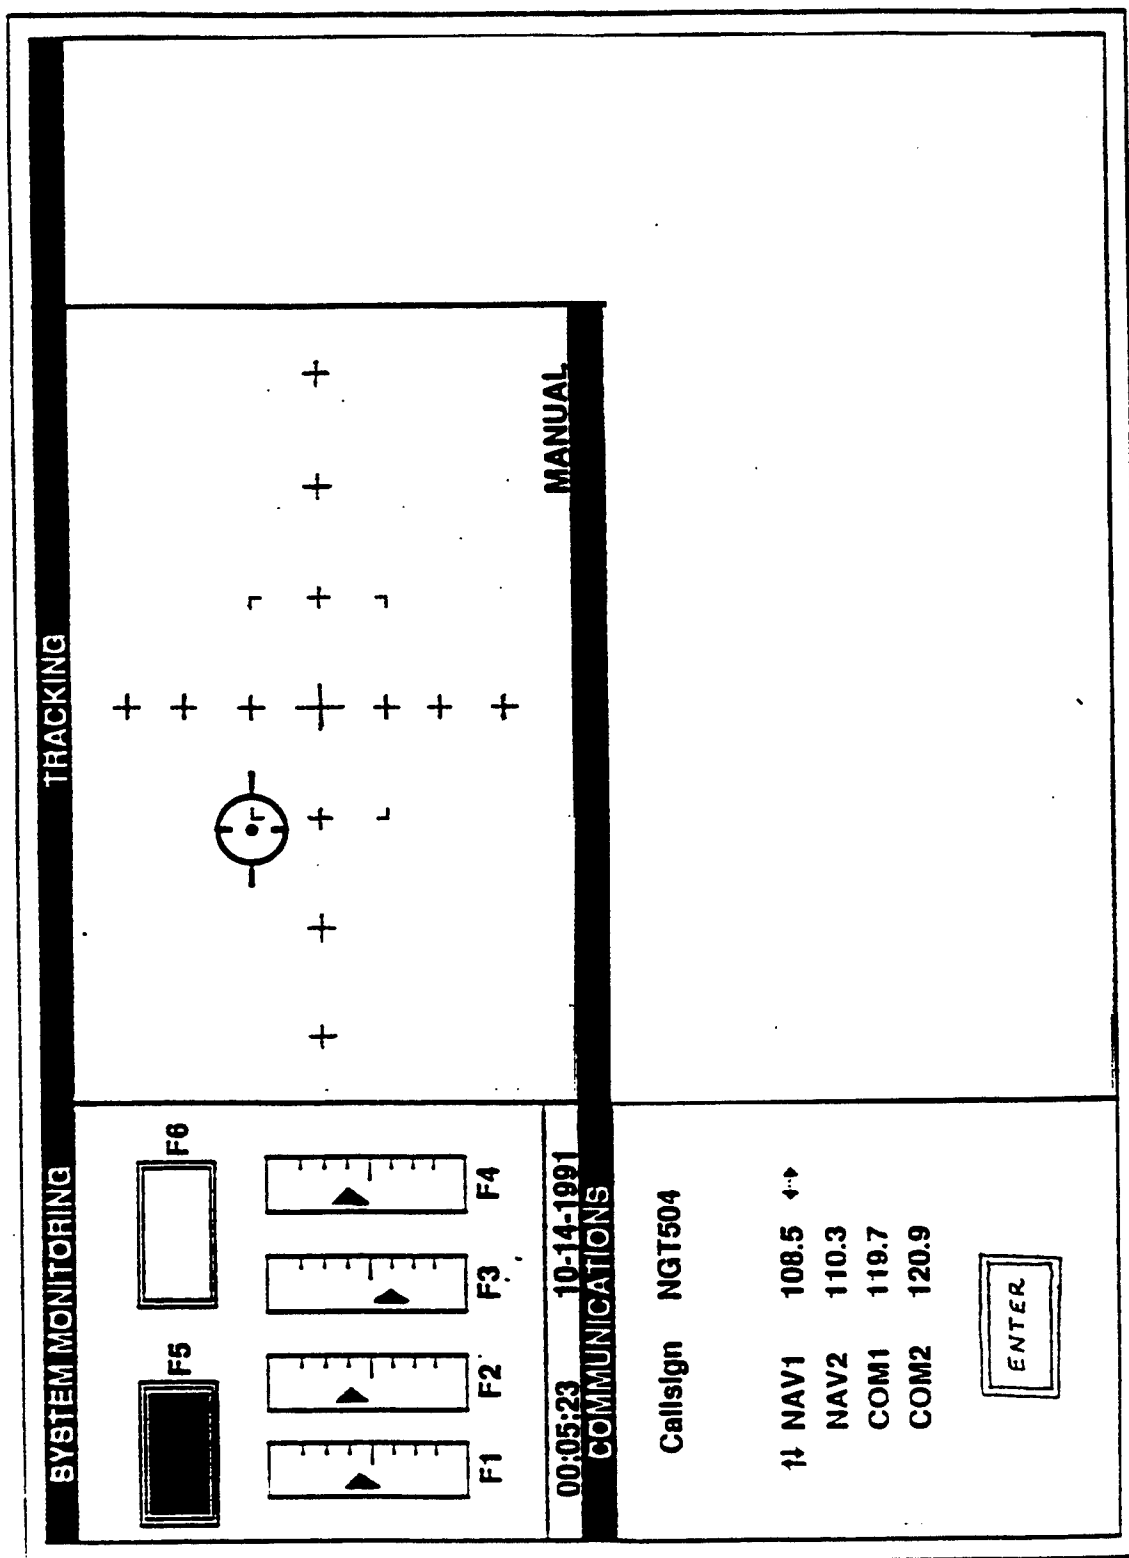 SYSTEM MONITORING
TRACKING
F5
F6
F1
F2
F3
F4
MANUAL
00:05:23 10-14-1991
COMMUNICATIONS
Callsign NGT504
↑↓ NAV1 108.5 ↔
NAV2 110.3
COM1 119.7
COM2 120.9
ENTER